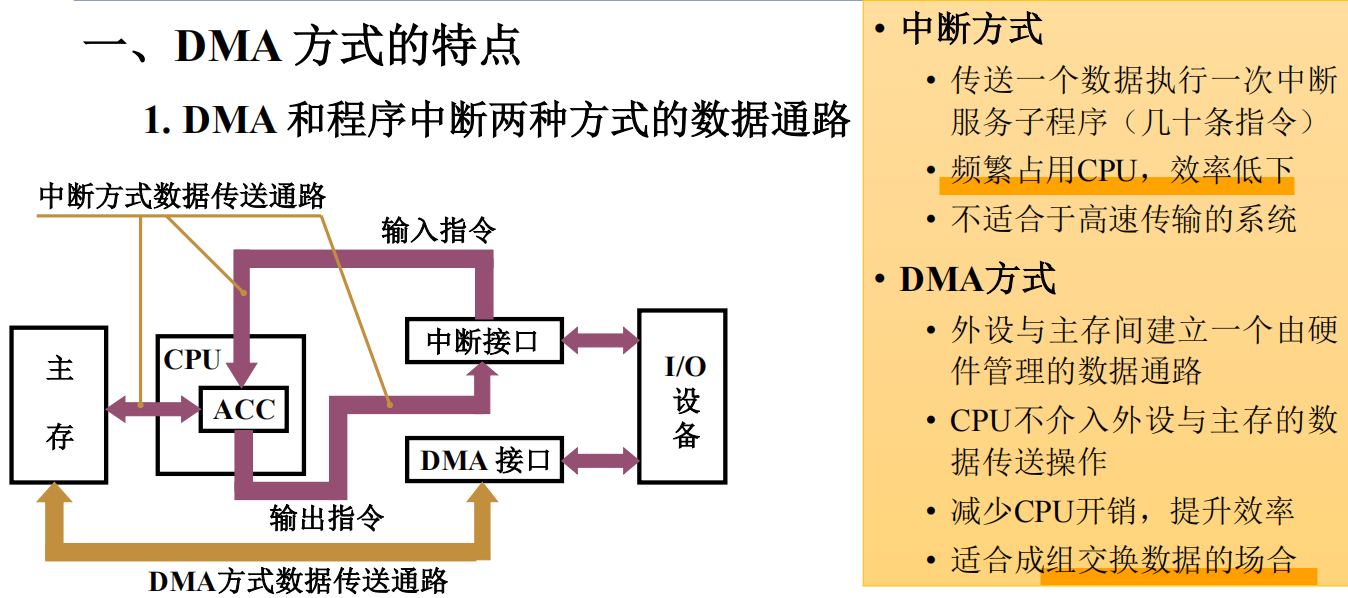 一、DMA 方式的特点
1. DMA 和程序中断两种方式的数据通路
中断方式数据传送通路
输入指令
主
存
CPU
ACC
中断接口
DMA 接口
I/O
设
备
输出指令
DMA方式数据传送通路
• 中断方式
• 传送一个数据执行一次中断
服务子程序（几十条指令）
• 频繁占用CPU，效率低下
• 不适合于高速传输的系统
• DMA方式
• 外设与主存间建立一个由硬
件管理的数据通路
• CPU不介入外设与主存的数
据传送操作
• 减少CPU开销，提升效率
• 适合成组交换数据的场合